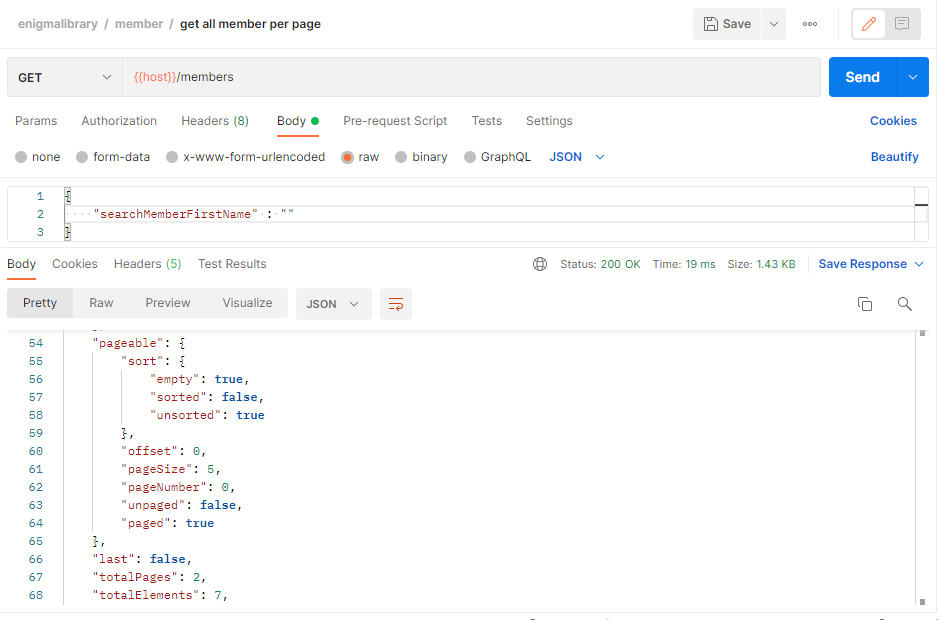 enigmalibrary / member / get all member per page
Save
GET
{{host}}/members
Send
Params Authorization Headers (8) Body Pre-request Script Tests Settings Cookies
none form-data x-www-form-urlencoded raw binary GraphQL JSON Beautify
1 {
2 "searchMemberFirstName" : ""
3 }
Body Cookies Headers (5) Test Results Status: 200 OK Time: 19 ms Size: 1.43 KB Save Response
Pretty Raw Preview Visualize JSON
54 "pageable": {
55 "sort": {
56 "empty": true,
57 "sorted": false,
58 "unsorted": true
59 },
60 "offset": 0,
61 "pageSize": 5,
62 "pageNumber": 0,
63 "unpaged": false,
64 "paged": true
65 },
66 "last": false,
67 "totalPages": 2,
68 "totalElements": 7,